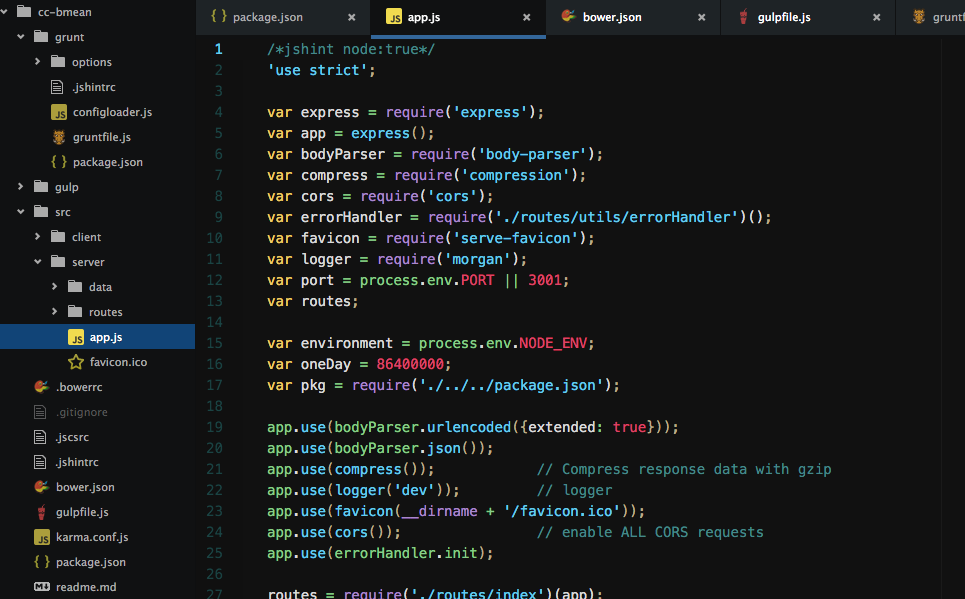 cc-bmean
grunt
options
.jshintrc
JS configloader.js
gruntfile.js
{ } package.json
gulp
src
client
server
data
routes
JS app.js
favicon.ico
.bowerrc
.gitignore
.jscsrc
.jshintrc
bower.json
gulpfile.js
JS karma.conf.js
{ } package.json
M readme.md
{ } package.json ×
JS app.js ×
bower.json ×
gulpfile.js ×
grunt
1 /*jshint node:true*/
2 'use strict';
3
4 var express = require('express');
5 var app = express();
6 var bodyParser = require('body-parser');
7 var compress = require('compression');
8 var cors = require('cors');
9 var errorHandler = require('./routes/utils/errorHandler')();
10 var favicon = require('serve-favicon');
11 var logger = require('morgan');
12 var port = process.env.PORT || 3001;
13 var routes;
14
15 var environment = process.env.NODE_ENV;
16 var oneDay = 86400000;
17 var pkg = require('./../../package.json');
18
19 app.use(bodyParser.urlencoded({extended: true}));
20 app.use(bodyParser.json());
21 app.use(compress()); // Compress response data with gzip
22 app.use(logger('dev')); // logger
23 app.use(favicon(__dirname + '/favicon.ico'));
24 app.use(cors()); // enable ALL CORS requests
25 app.use(errorHandler.init);
26
27 routes = require('./routes/index')(app);